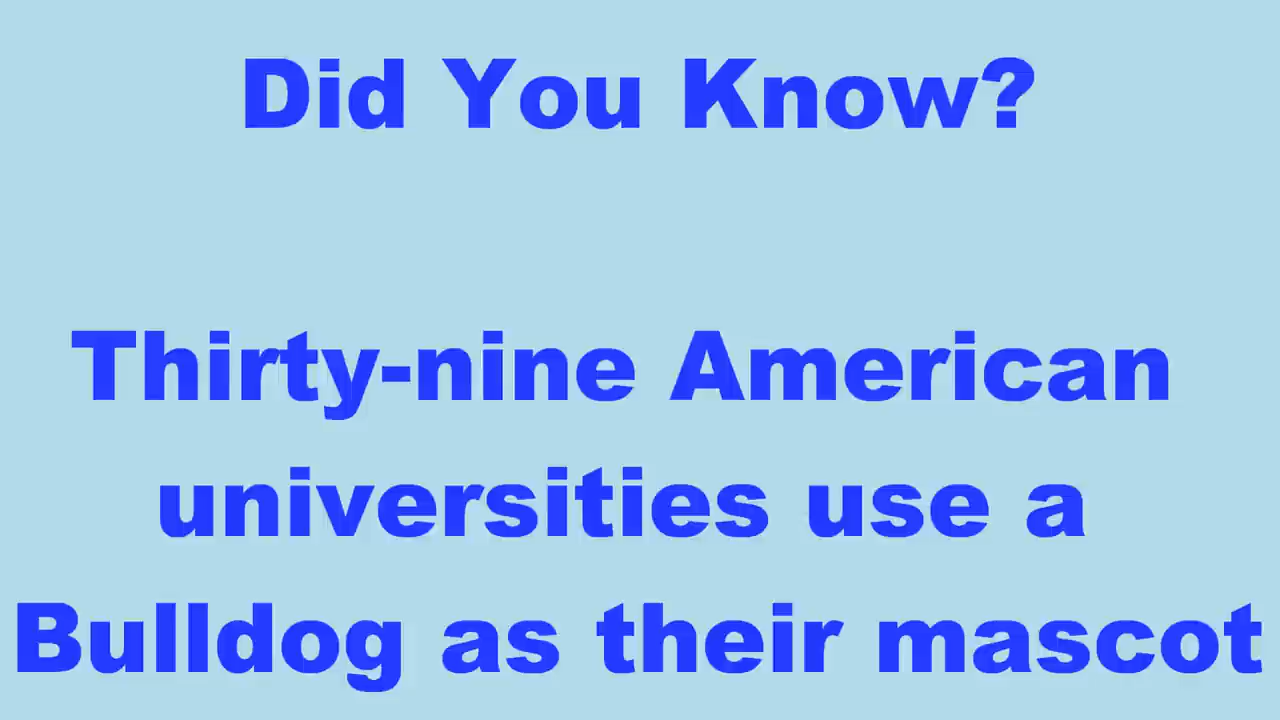 Did You Know?
Thirty-nine American
universities use a
Bulldog as their mascot